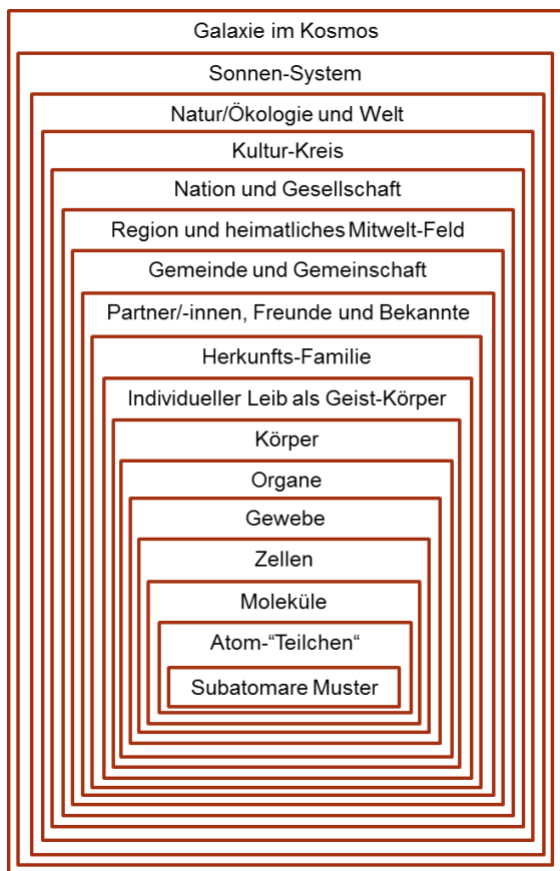 Galaxie im Kosmos
Sonnen-System
Natur/Ökologie und Welt
Kultur-Kreis
Nation und Gesellschaft
Region und heimatliches Mitwelt-Feld
Gemeinde und Gemeinschaft
Partner/-innen, Freunde und Bekannte
Herkunfts-Familie
Individueller Leib als Geist-Körper
Körper
Organe
Gewebe
Zellen
Moleküle
Atom-“Teilchen“
Subatomare Muster